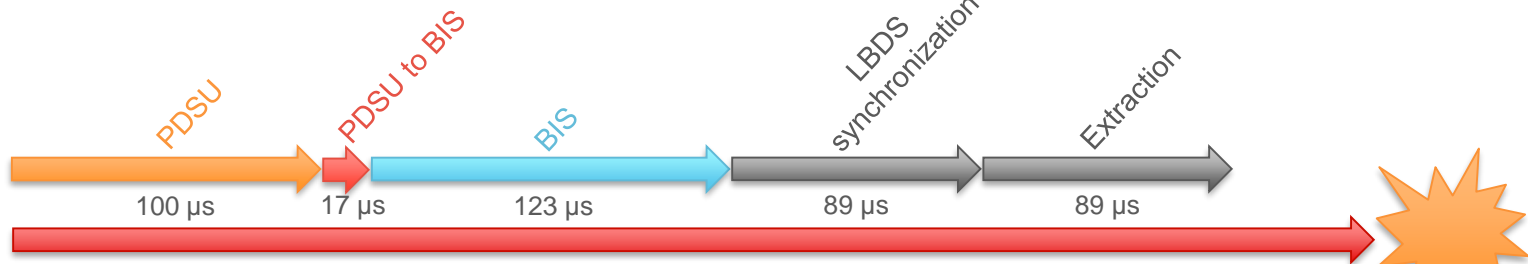 PDSU
PDSU to BIS
BIS
LBDS
synchronization
Extraction
100 μs
17 μs
123 μs
89 μs
89 μs